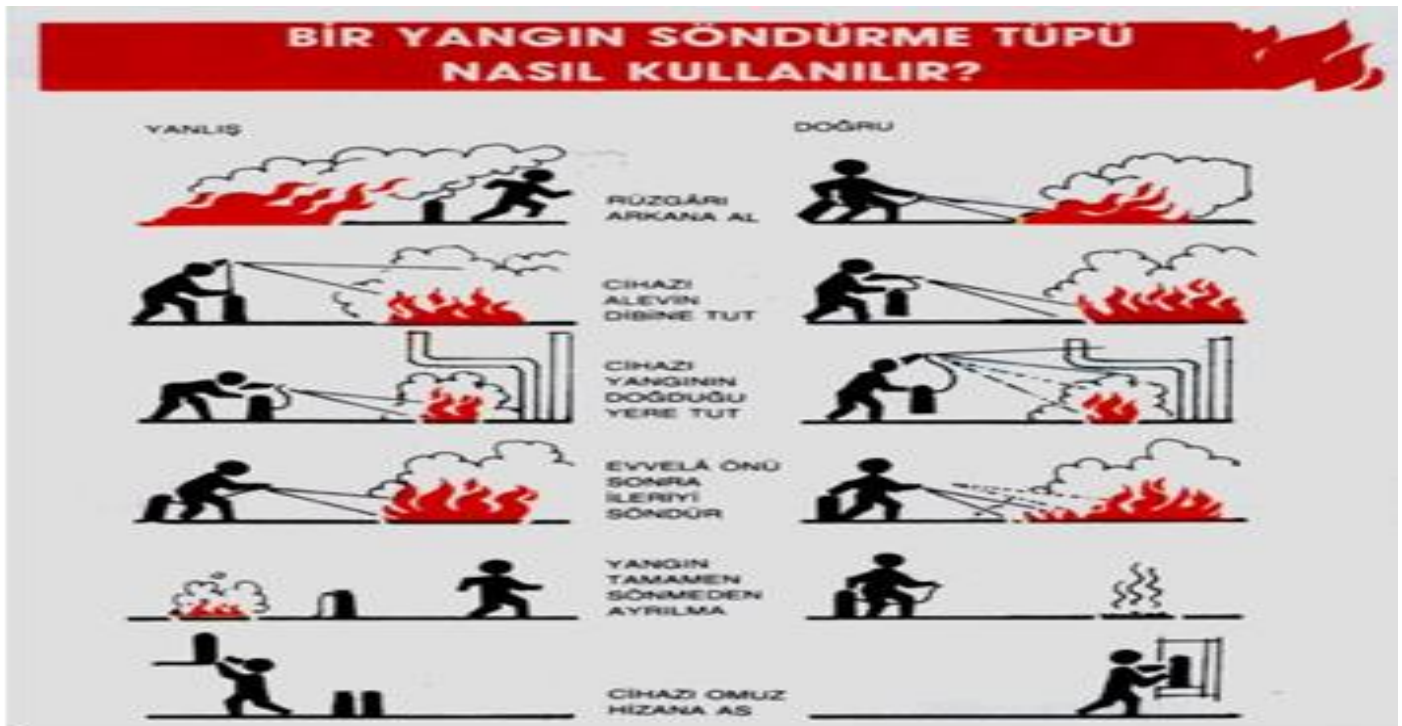 BİR YANGIN SÖNDÜRME TÜPÜ
NASIL KULLANILIR?
YANLIŞ
DOĞRU
RÜZGÂRI
ARKANA AL
CİHAZI
ALEVİN
DİBİNE TUT
CİHAZI
YANGININ
DOĞDUĞU
YERE TUT
EVVELÂ ÖNÜ
SONRA
İLERİYİ
SÖNDÜR
YANGIN
TAMAMEN
SÖNMEDEN
AYRILMA
CİHAZI OMUZ
HİZANA AS